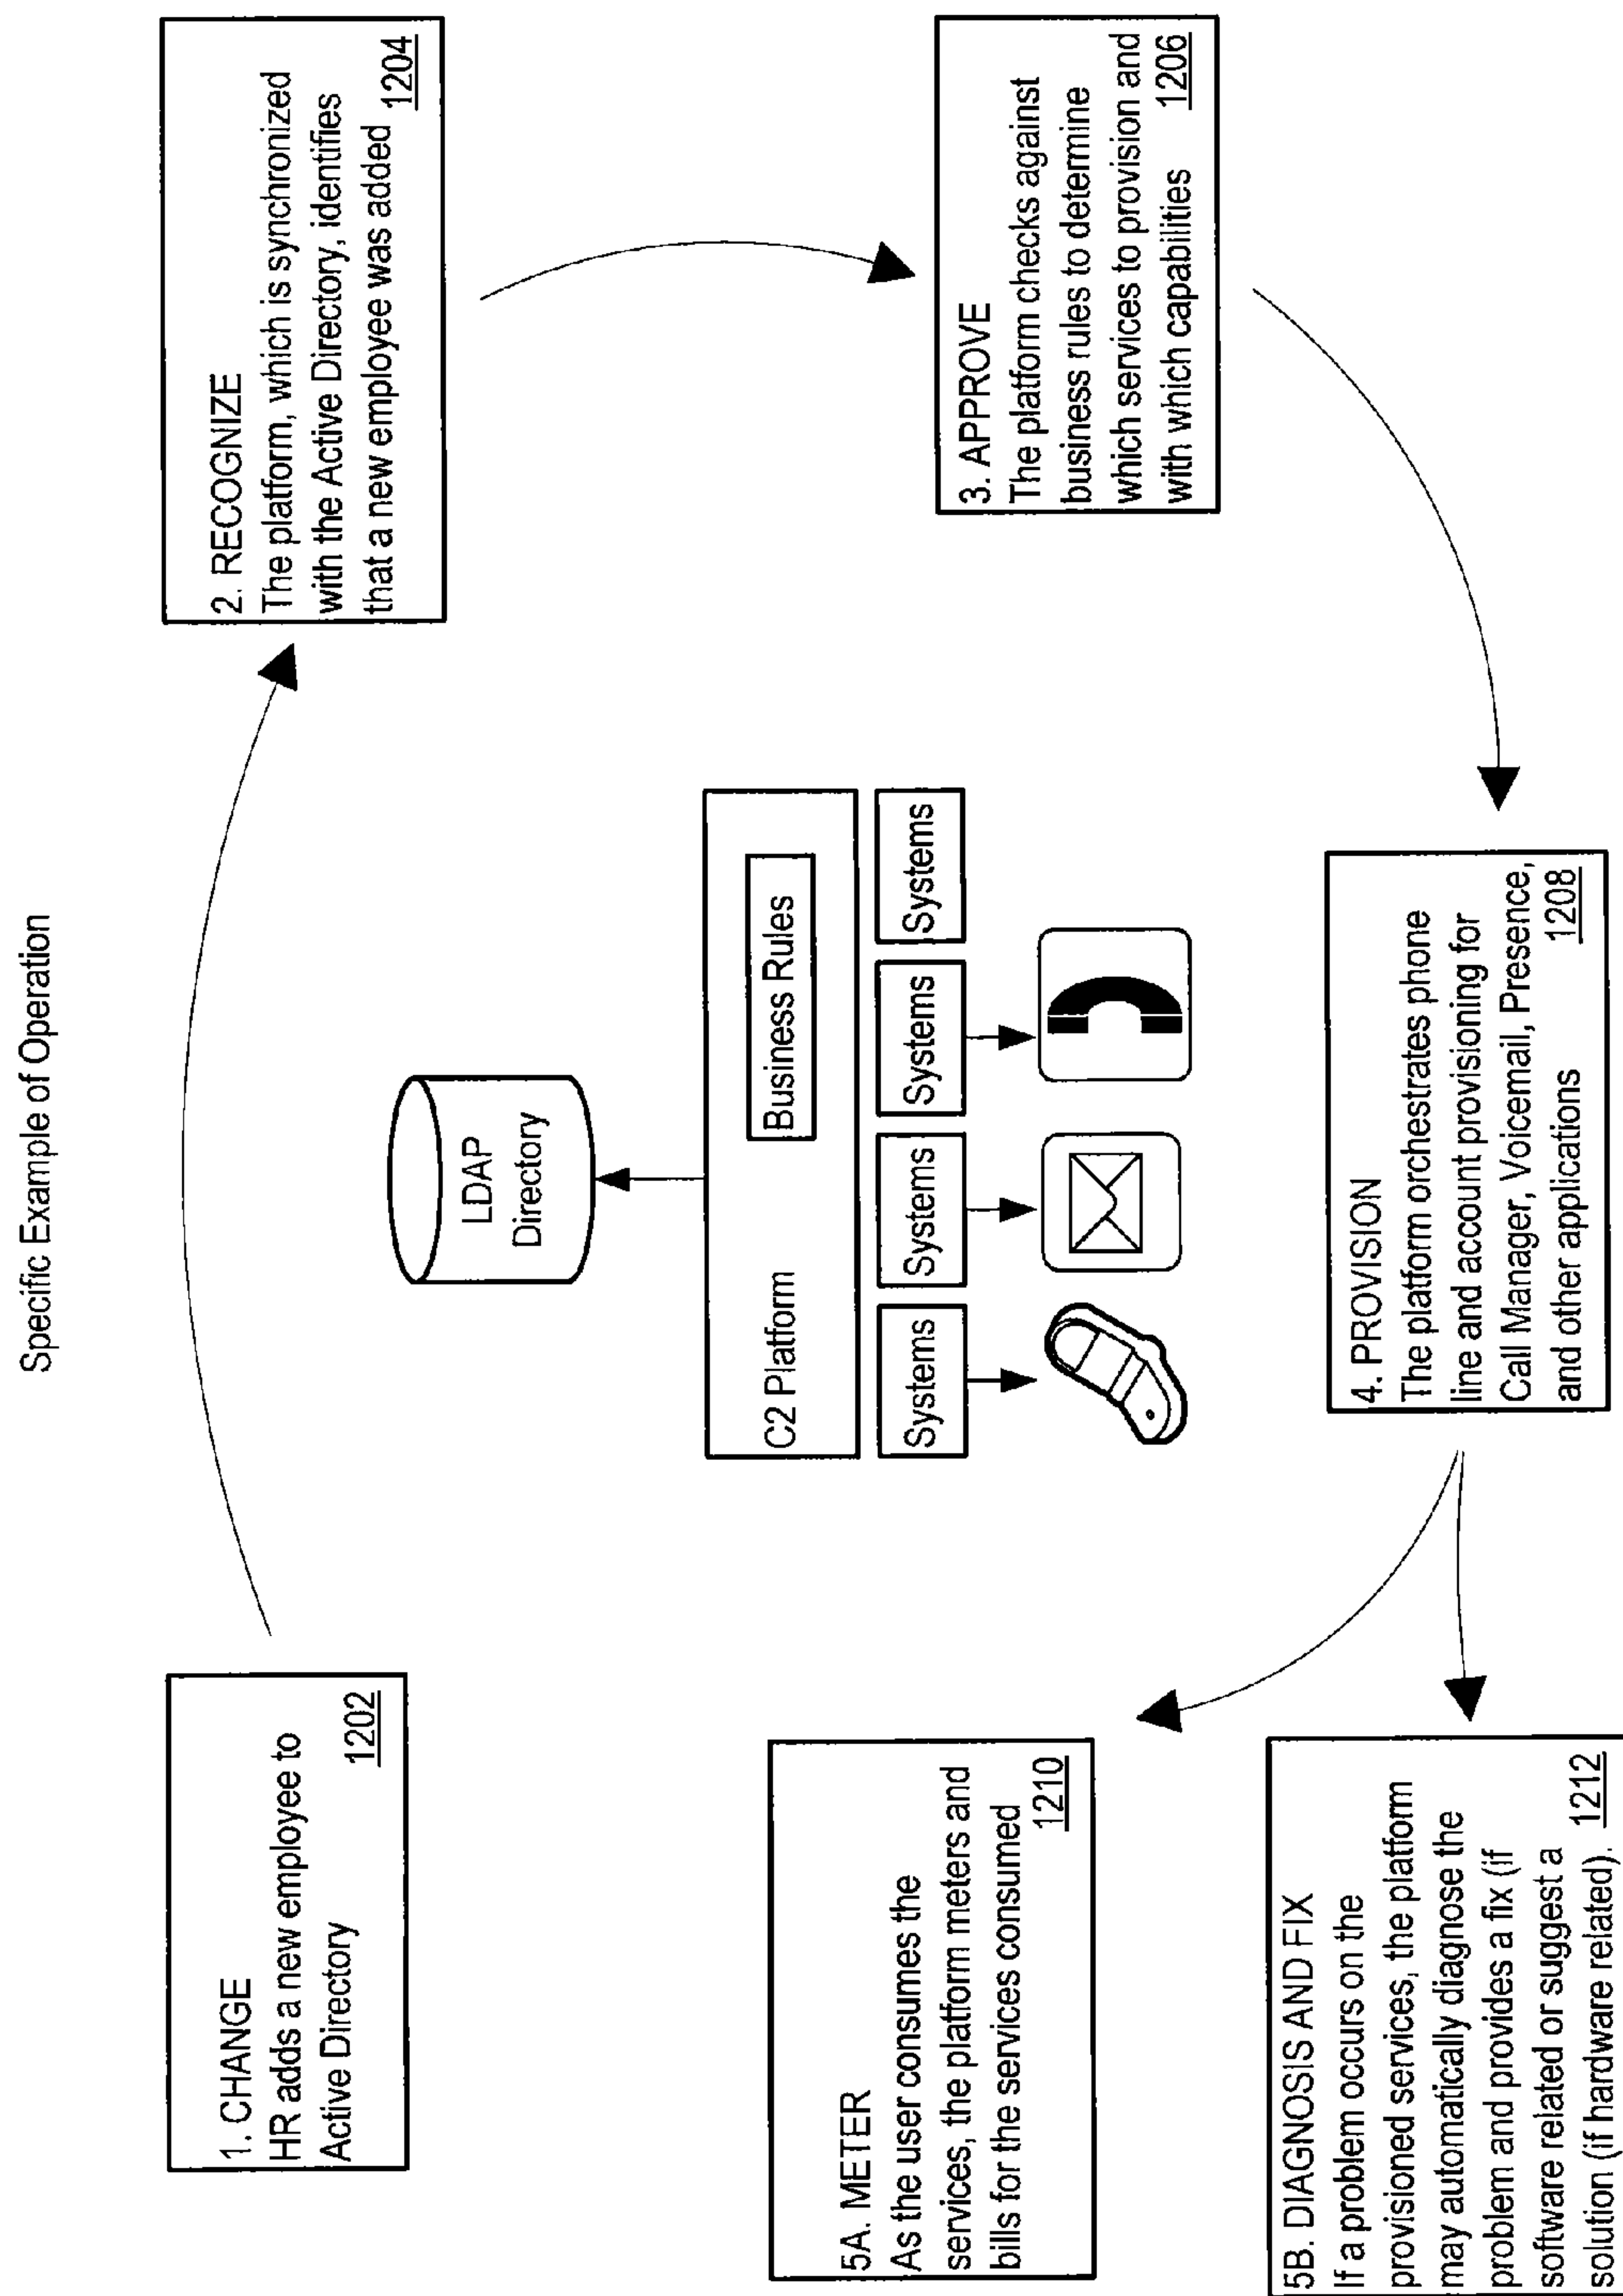 Specific Example of Operation
1. CHANGE
HR adds a new employee to
Active Directory
1202
2. RECOGNIZE
The platform, which is synchronized
with the Active Directory, identifies
that a new employee was added
1204
3. APPROVE
The platform checks against
business rules to determine
which services to provision and
with which capabilities
1206
LDAP
Directory
C2 Platform
Business Rules
Systems
Systems
Systems
Systems
4. PROVISION
The platform orchestrates phone
line and account provisioning for
Call Manager, Voicemail, Presence,
and other applications
1208
5A. METER
As the user consumes the
services, the platform meters and
bills for the services consumed
1210
5B. DIAGNOSIS AND FIX
If a problem occurs on the
provisioned services, the platform
may automatically diagnose the
problem and provides a fix (if
software related or suggest a
solution (if hardware related).
1212